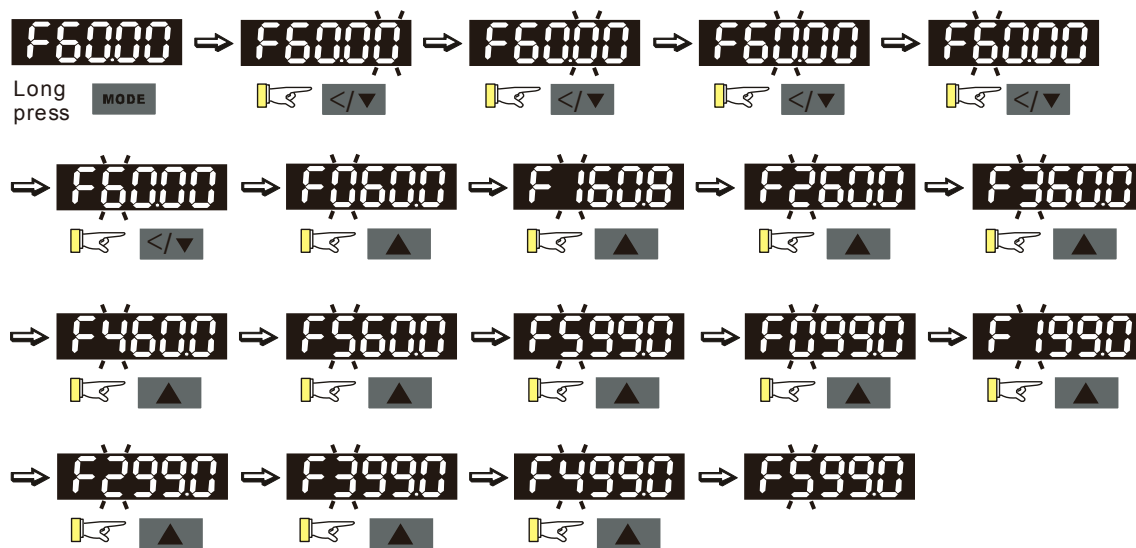 F60.00 F60.00 F60.00 F60.00 F60.00
Long press MODE </▼ </▼ </▼ </▼
F60.00 F060.0 F160.8 F260.0 F360.0
</▼ ▲ ▲ ▲ ▲
F460.0 F560.0 F599.0 F099.0 F199.0
▲ ▲ ▲ ▲ ▲
F299.0 F399.0 F499.0 F599.0
▲ ▲ ▲